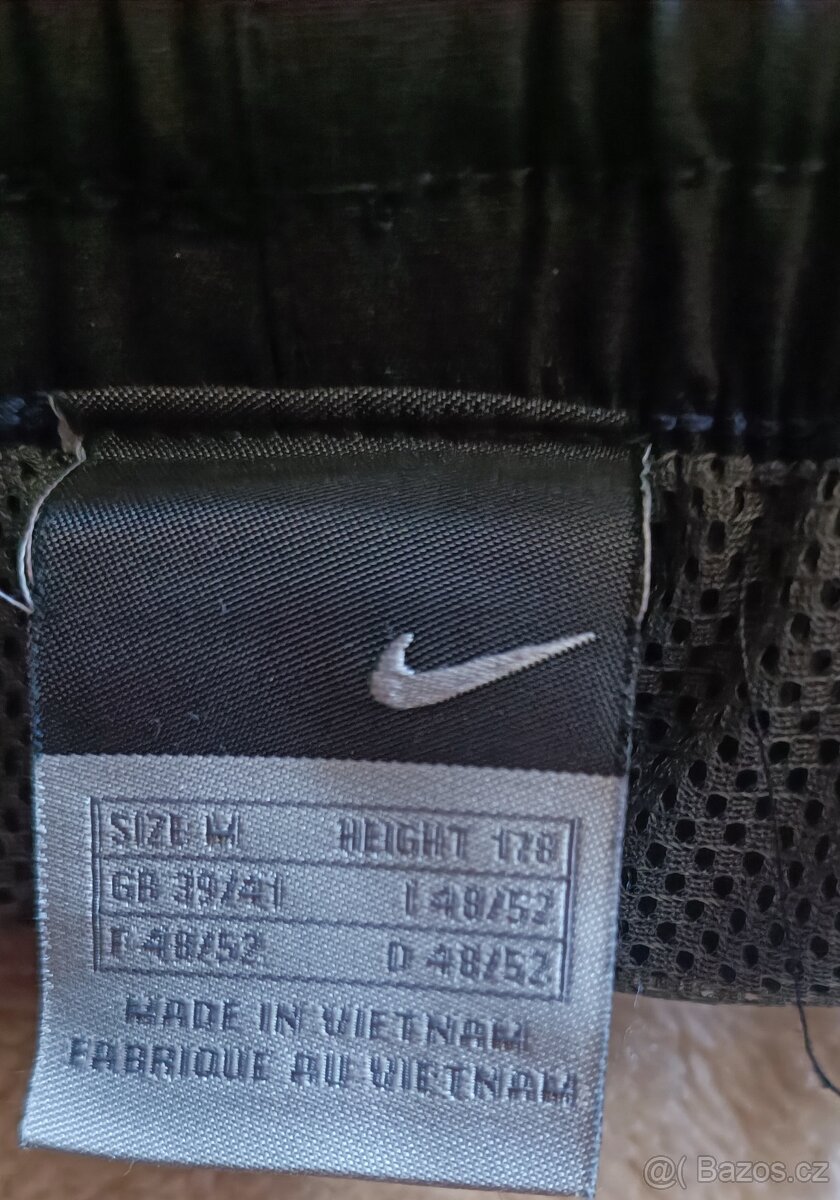 SIZE M HEIGHT 178
GB 39/41 I 48/52
F 48/52 D 48/52
MADE IN VIETNAM
FABRIQUE AU VIETNAM
@( Bazos.cz